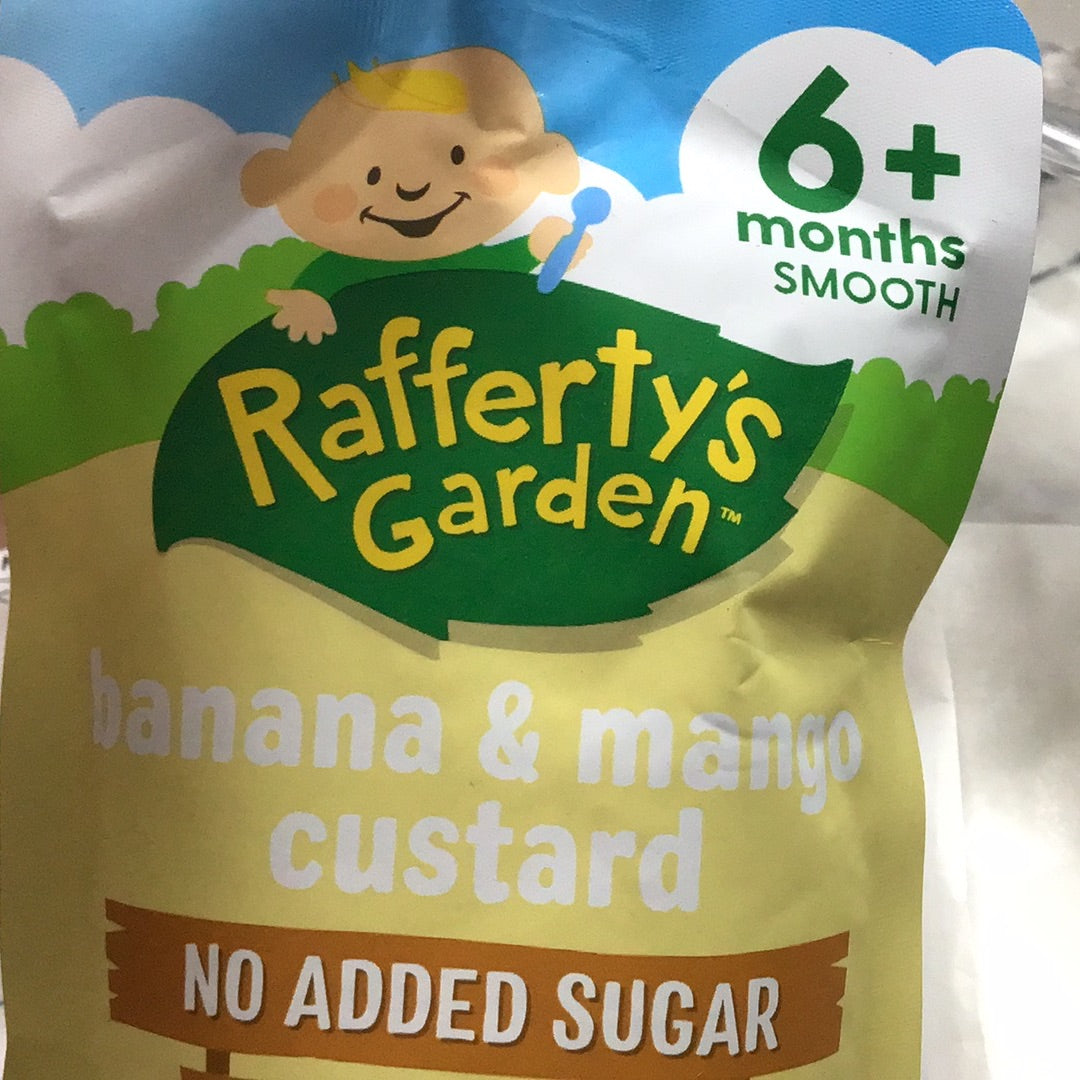 6+
months
SMOOTH
Rafferty's
Garden™
banana & mango
custard
NO ADDED SUGAR